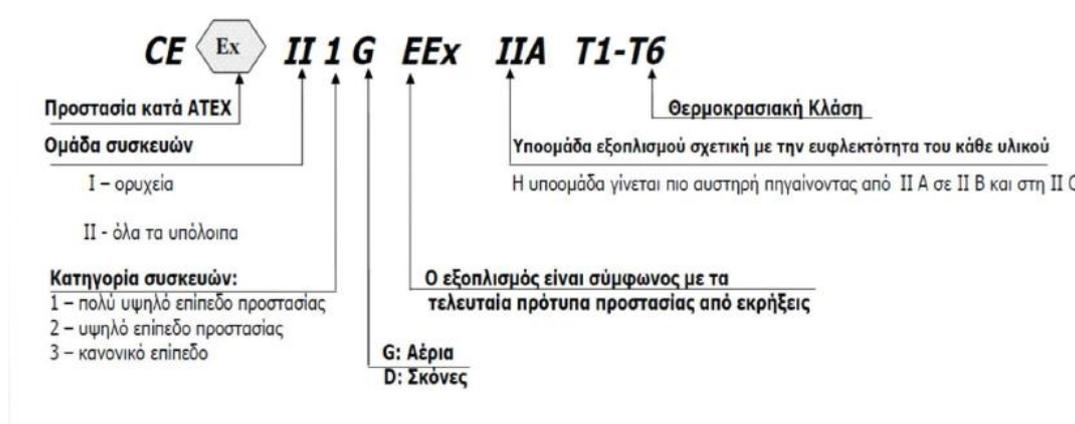 CE Ex II 1 G EEx IIA T1-T6
Προστασία κατά ATEX
Θερμοκρασιακή Κλάση
Ομάδα συσκευών
Υποομάδα εξοπλισμού σχετική με την ευφλεκτότητα του κάθε υλικού
I – ορυχεία
Η υποομάδα γίνεται πιο αυστηρή πηγαίνοντας από II A σε II B και στη II C
II - όλα τα υπόλοιπα
Κατηγορία συσκευών:
1 – πολύ υψηλό επίπεδο προστασίας
2 – υψηλό επίπεδο προστασίας
3 – κανονικό επίπεδο
Ο εξοπλισμός είναι σύμφωνος με τα
τελευταία πρότυπα προστασίας από εκρήξεις
G: Αέρια
D: Σκόνες